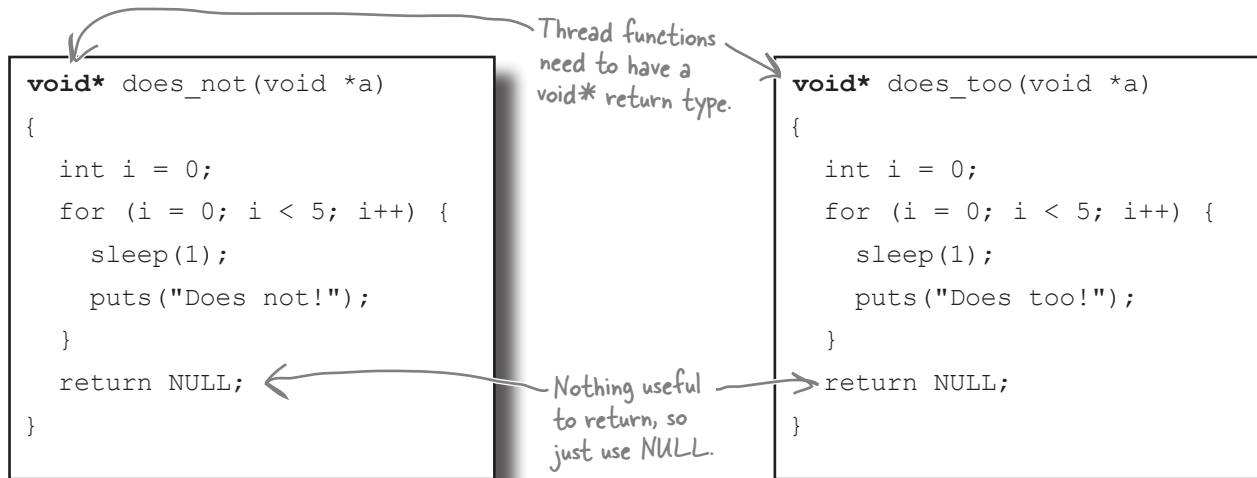 Thread functions
need to have a
void* return type.
void* does_not(void *a)
{
int i = 0;
for (i = 0; i < 5; i++) {
sleep(1);
puts("Does not!");
}
return NULL;
}
void* does_too(void *a)
{
int i = 0;
for (i = 0; i < 5; i++) {
sleep(1);
puts("Does too!");
}
return NULL;
}
Nothing useful
to return, so
just use NULL.